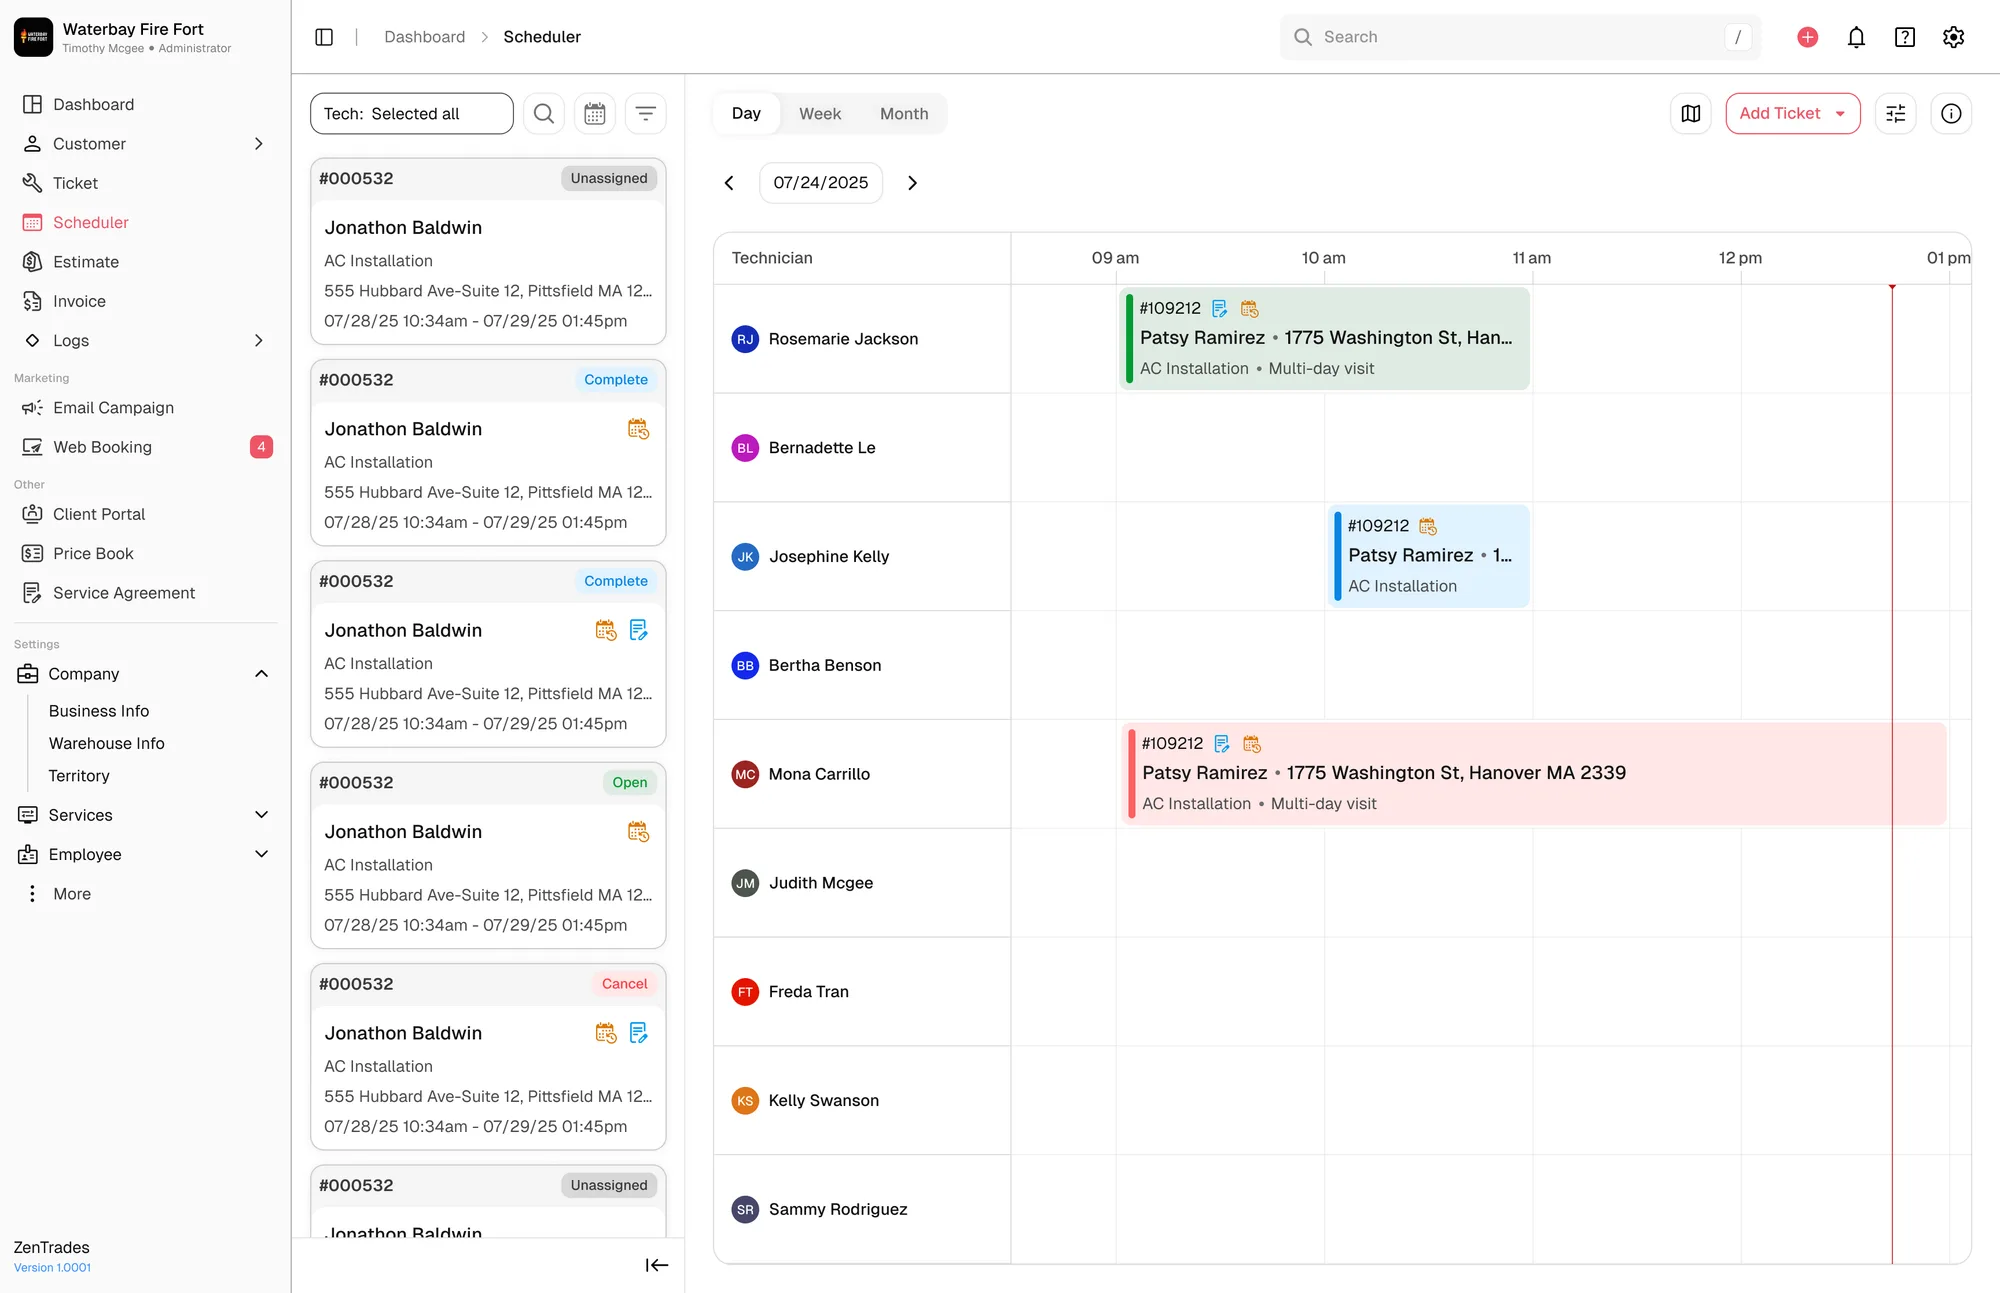 WATERBAY
FIRE FORT
Waterbay Fire Fort
Timothy Mcgee • Administrator
Dashboard
Customer
Ticket
Scheduler
Estimate
Invoice
Logs
Marketing
Email Campaign
Web Booking
4
Other
Client Portal
Price Book
Service Agreement
Settings
Company
Business Info
Warehouse Info
Territory
Services
Employee
More
ZenTrades
Version 1.0001
Dashboard > Scheduler
Search
/
Tech: Selected all
#000532
Unassigned
Jonathon Baldwin
AC Installation
555 Hubbard Ave-Suite 12, Pittsfield MA 12...
07/28/25 10:34am - 07/29/25 01:45pm
#000532
Complete
Jonathon Baldwin
AC Installation
555 Hubbard Ave-Suite 12, Pittsfield MA 12...
07/28/25 10:34am - 07/29/25 01:45pm
#000532
Complete
Jonathon Baldwin
AC Installation
555 Hubbard Ave-Suite 12, Pittsfield MA 12...
07/28/25 10:34am - 07/29/25 01:45pm
#000532
Open
Jonathon Baldwin
AC Installation
555 Hubbard Ave-Suite 12, Pittsfield MA 12...
07/28/25 10:34am - 07/29/25 01:45pm
#000532
Cancel
Jonathon Baldwin
AC Installation
555 Hubbard Ave-Suite 12, Pittsfield MA 12...
07/28/25 10:34am - 07/29/25 01:45pm
#000532
Unassigned
Jonathon Baldwin
Day
Week
Month
Add Ticket
07/24/2025
Technician
09 am
10 am
11 am
12 pm
01 pm
RJ
Rosemarie Jackson
#109212
Patsy Ramirez • 1775 Washington St, Han...
AC Installation • Multi-day visit
BL
Bernadette Le
JK
Josephine Kelly
#109212
Patsy Ramirez • 1...
AC Installation
BB
Bertha Benson
MC
Mona Carrillo
#109212
Patsy Ramirez • 1775 Washington St, Hanover MA 2339
AC Installation • Multi-day visit
JM
Judith Mcgee
FT
Freda Tran
KS
Kelly Swanson
SR
Sammy Rodriguez